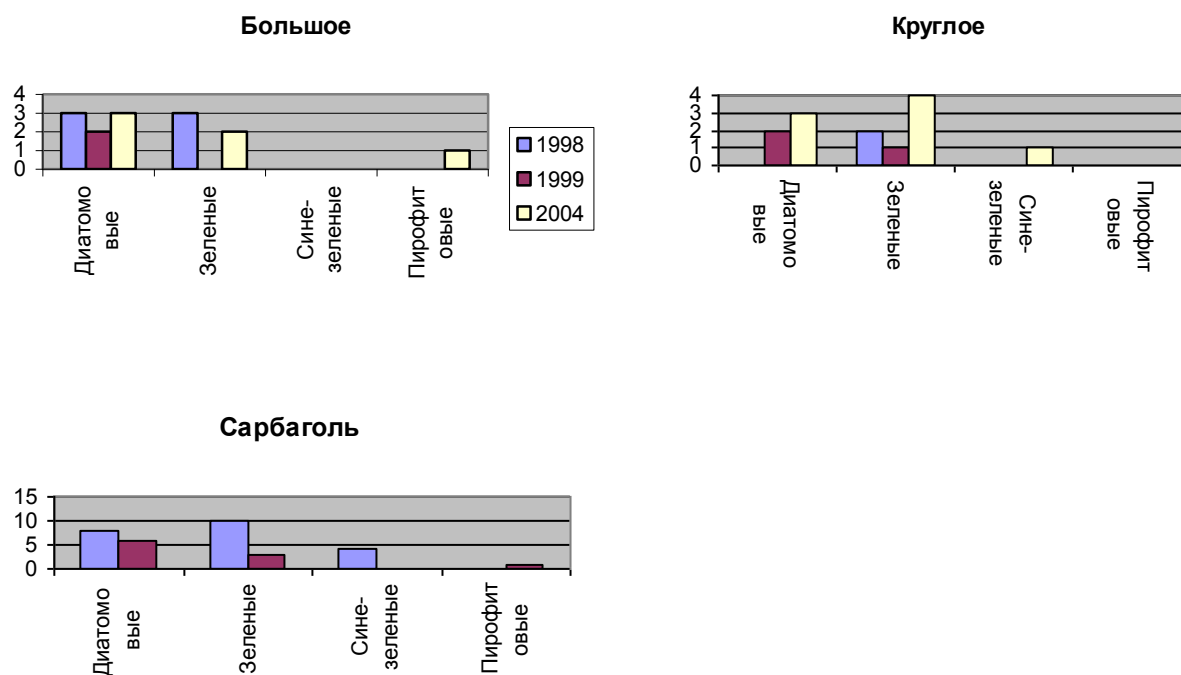 Большое
4
3
2
1
0
Диатомо
вые
Зеленые
Сине-
зеленые
Пирофит
овые
1998
1999
2004
Круглое
4
3
2
1
0
Диатомо
вые
Зеленые
Сине-
зеленые
Пирофит
овые
Сарбаголь
15
10
5
0
Диатомо
вые
Зеленые
Сине-
зеленые
Пирофит
овые